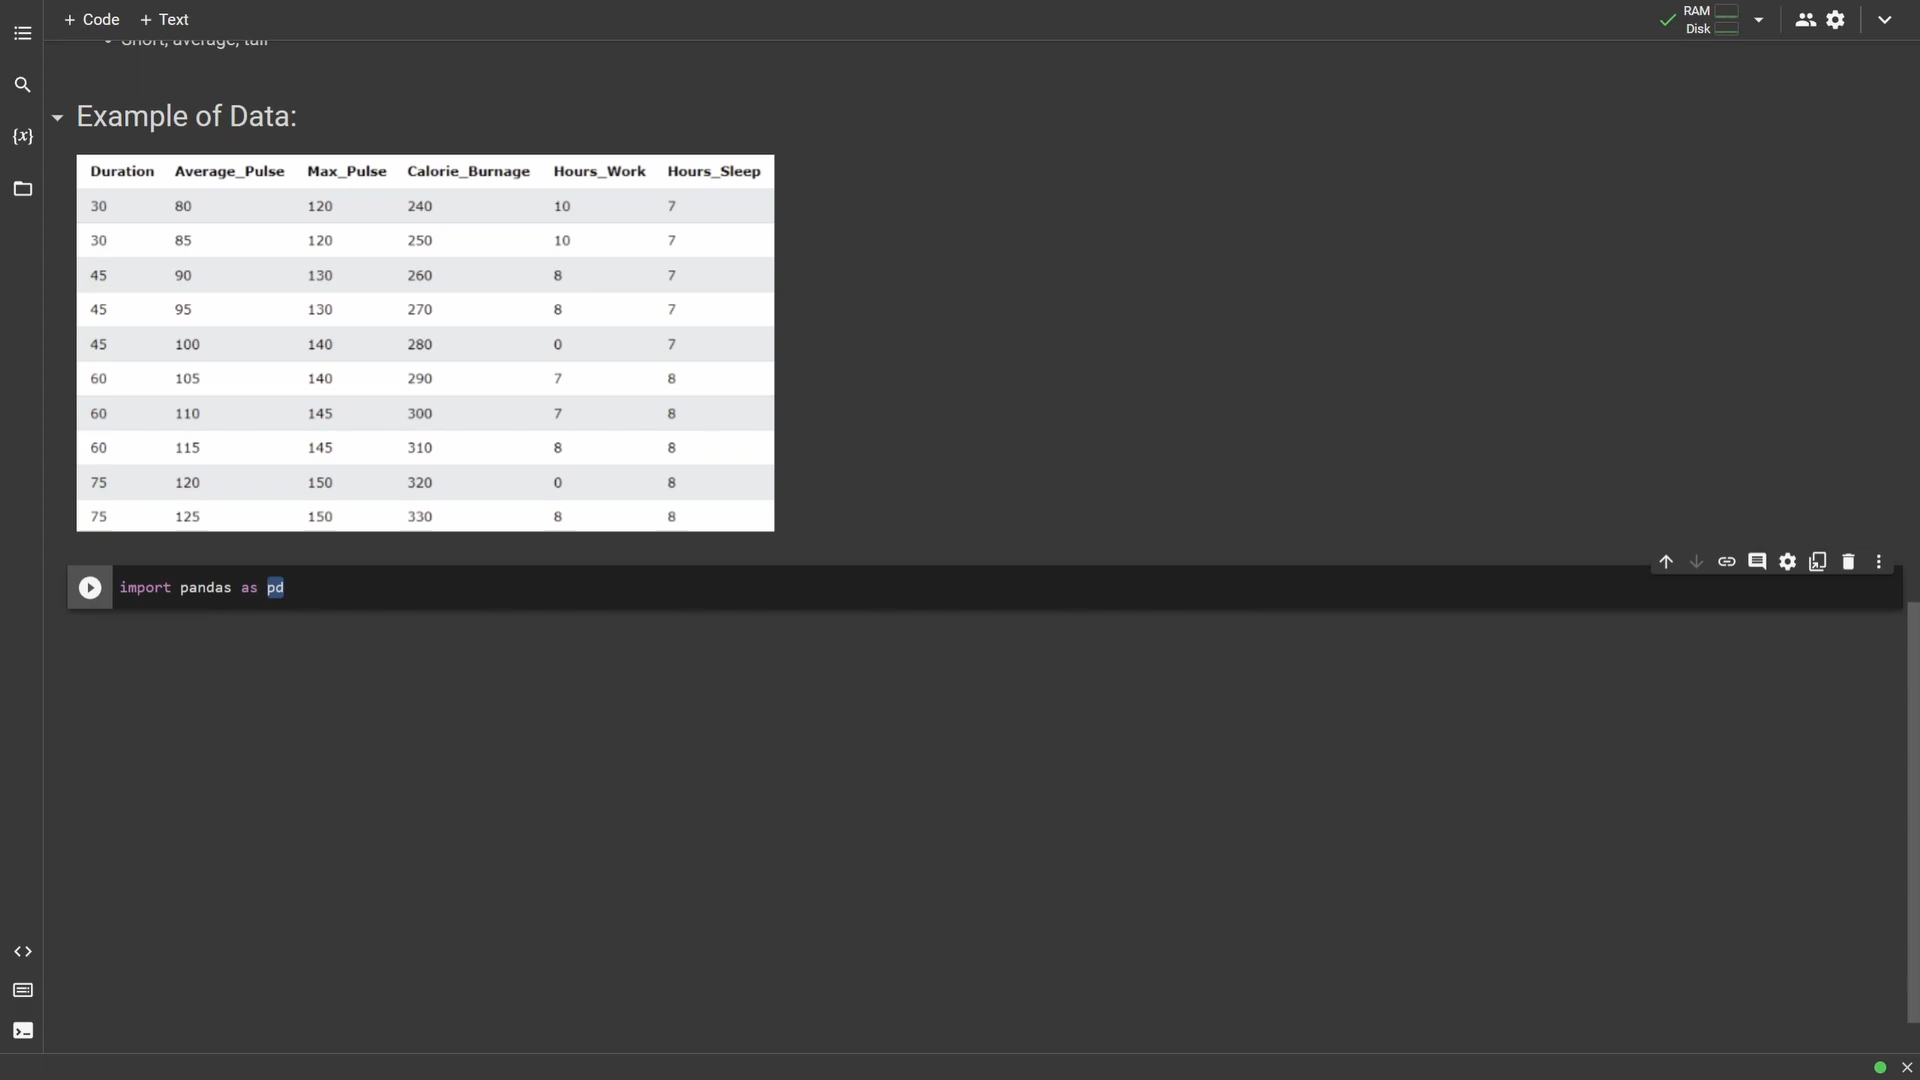 + Code + Text
RAM
Disk
Short, average, tall
Example of Data:
Duration Average_Pulse Max_Pulse Calorie_Burnage Hours_Work Hours_Sleep
30 80 120 240 10 7
30 85 120 250 10 7
45 90 130 260 8 7
45 95 130 270 8 7
45 100 140 280 0 7
60 105 140 290 7 8
60 110 145 300 7 8
60 115 145 310 8 8
75 120 150 320 0 8
75 125 150 330 8 8
{x}
import pandas as pd